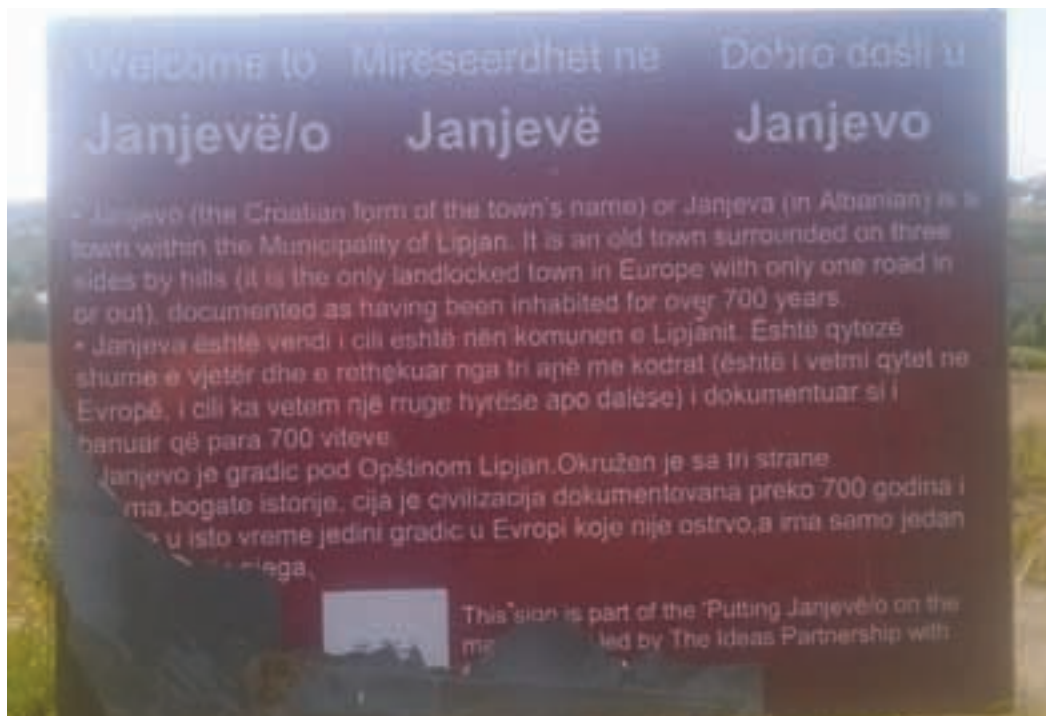 Welcome to Mirëseerdhët ne Dobro došli u
Janjevë/o Janjevë Janjevo
• Janjevo (the Croatian form of the town's name) or Janjeva (in Albanian) is a
town within the Municipality of Lipjan. It is an old town surrounded on three
sides by hills (it is the only landlocked town in Europe with only one road in
or out), documented as having been inhabited for over 700 years.
• Janjeva është vendi i cili eshtë nën komunen e Lipjanit. Eshtë qytezë
shume e vjetër dhe e rethekuar nga tri anë me kodrat (është i vetmi qytet ne
Evropë, i cili ka vetem një rruge hyrëse apo dalëse) i dokumentuar si i
banuar që para 700 viteve.
Janjevo je gradic pod Opštinom Lipjan.Okružen je sa tri strane
ma,bogate istorije, cija je civilizacija dokumentovana preko 700 godina i
u isto vreme jedini gradic u Evropi koje nije ostrvo,a ima samo jedan
njega.
This sign is part of the 'Putting Janjevë/o on the
led by The Ideas Partnership with